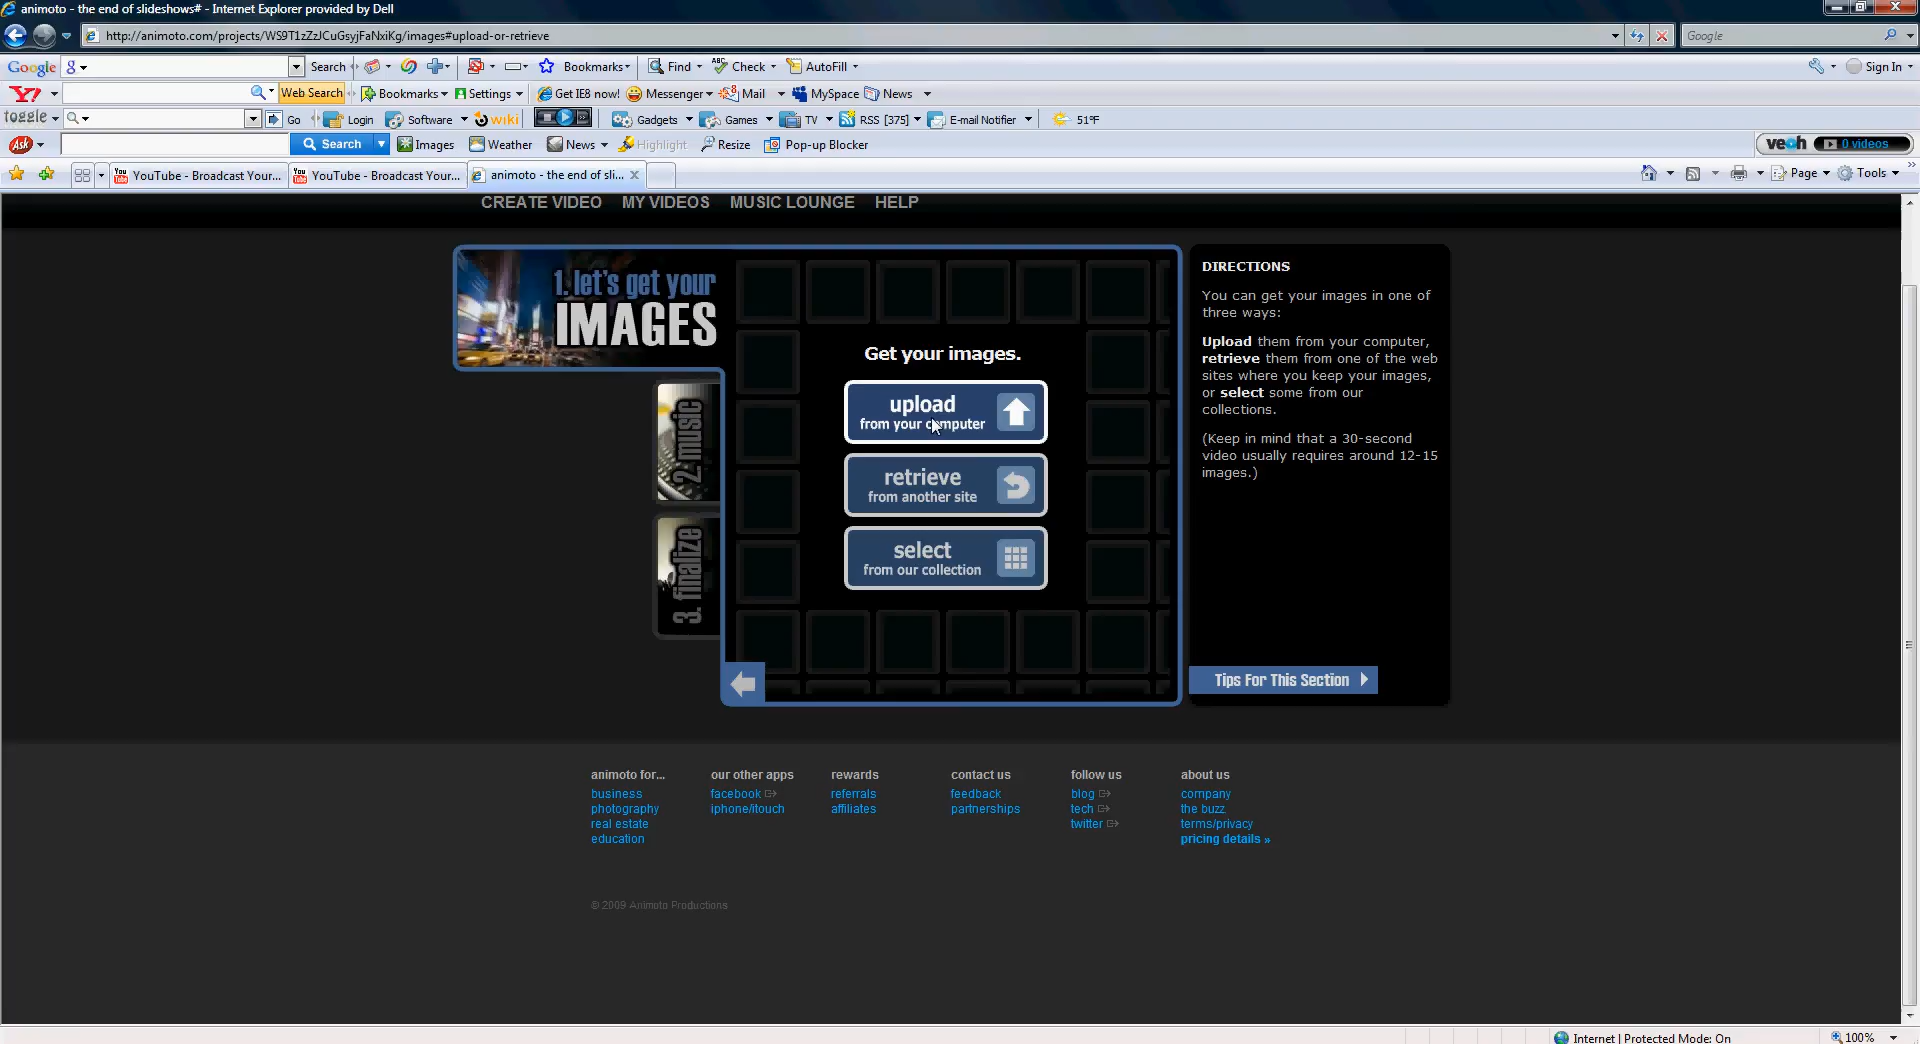 animoto - the end of slideshows# - Internet Explorer provided by Dell
http://animoto.com/projects/WS9T1zZzJCuGsyjFaNxiKg/images#upload-or-retrieve
Google
Google Search Bookmarks Find Check AutoFill Sign In
Y! Web Search Bookmarks Settings Get IE8 now! Messenger Mail MySpace News
toggle Go Login Software wiki Gadgets Games TV RSS [375] E-mail Notifier 51°F
Ask Search Images Weather News Highlight Resize Pop-up Blocker veoh 0 videos
YouTube - Broadcast Your... YouTube - Broadcast Your... animoto - the end of sli... Page Tools
CREATE VIDEO MY VIDEOS MUSIC LOUNGE HELP
1. let's get your
IMAGES
2. music
3. finalize
Get your images.
upload
from your computer
retrieve
from another site
select
from our collection
DIRECTIONS
You can get your images in one of
three ways:
Upload them from your computer,
retrieve them from one of the web
sites where you keep your images,
or select some from our
collections.
(Keep in mind that a 30-second
video usually requires around 12-15
images.)
Tips For This Section
animoto for...
business
photography
real estate
education
our other apps
facebook
iphone/itouch
rewards
referrals
affiliates
contact us
feedback
partnerships
follow us
blog
tech
twitter
about us
company
the buzz
terms/privacy
pricing details »
© 2009 Animoto Productions
Internet | Protected Mode: On
100%